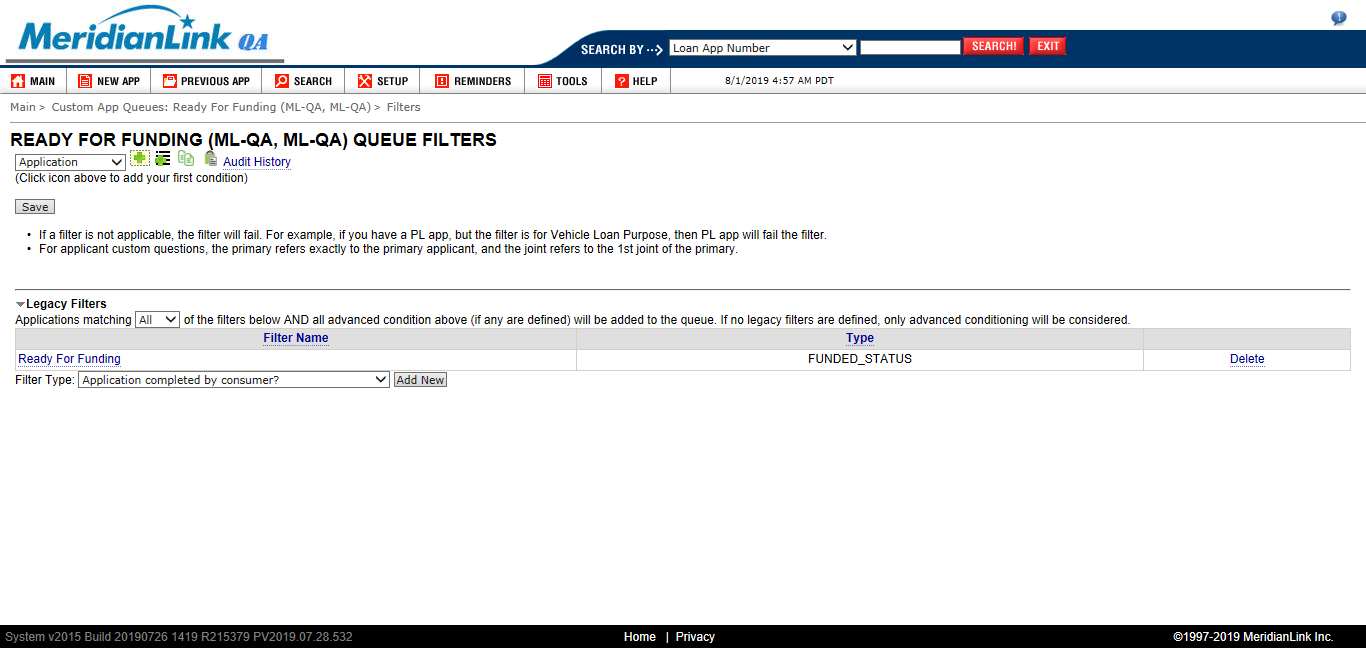 MeridianLink QA
SEARCH BY --> Loan App Number SEARCH! EXIT
MAIN NEW APP PREVIOUS APP SEARCH SETUP REMINDERS TOOLS HELP 8/1/2019 4:57 AM PDT
Main > Custom App Queues: Ready For Funding (ML-QA, ML-QA) > Filters
READY FOR FUNDING (ML-QA, ML-QA) QUEUE FILTERS
Application Audit History
(Click icon above to add your first condition)
Save
• If a filter is not applicable, the filter will fail. For example, if you have a PL app, but the filter is for Vehicle Loan Purpose, then PL app will fail the filter.
• For applicant custom questions, the primary refers exactly to the primary applicant, and the joint refers to the 1st joint of the primary.
Legacy Filters
Applications matching All of the filters below AND all advanced condition above (if any are defined) will be added to the queue. If no legacy filters are defined, only advanced conditioning will be considered.
Filter Name Type
Ready For Funding FUNDED_STATUS Delete
Filter Type: Application completed by consumer? Add New
System v2015 Build 20190726 1419 R215379 PV2019.07.28.532 Home | Privacy ©1997-2019 MeridianLink Inc.